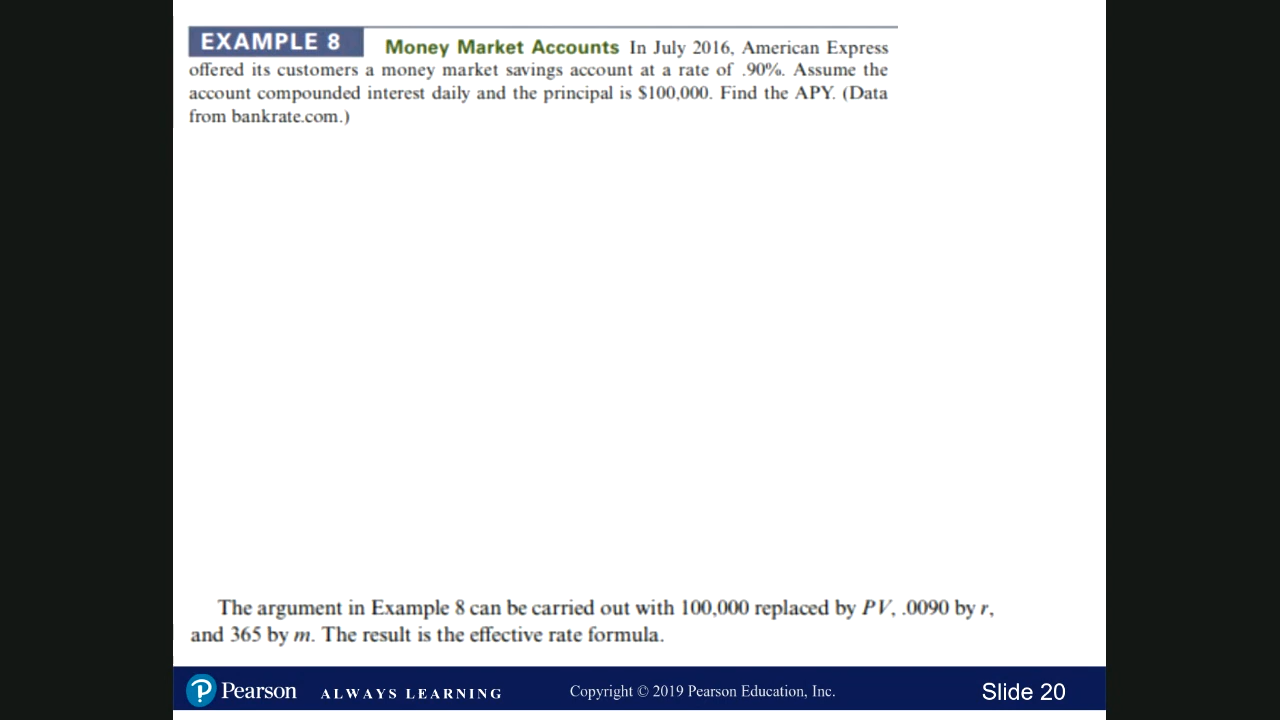 EXAMPLE 8 Money Market Accounts In July 2016, American Express
offered its customers a money market savings account at a rate of .90%. Assume the
account compounded interest daily and the principal is $100,000. Find the APY. (Data
from bankrate.com.)
The argument in Example 8 can be carried out with 100,000 replaced by PV, .0090 by r,
and 365 by m. The result is the effective rate formula.
P Pearson ALWAYS LEARNING Copyright © 2019 Pearson Education, Inc. Slide 20